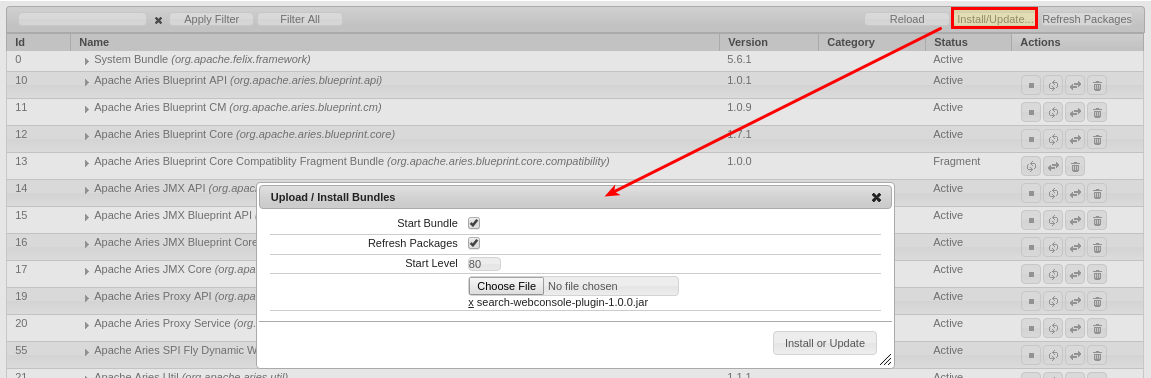 Apply Filter Filter All Reload Install/Update... Refresh Packages
Id Name Version Category Status Actions
0 System Bundle (org.apache.felix.framework) 5.6.1 Active
10 Apache Aries Blueprint API (org.apache.aries.blueprint.api) 1.0.1 Active
11 Apache Aries Blueprint CM (org.apache.aries.blueprint.cm) 1.0.9 Active
12 Apache Aries Blueprint Core (org.apache.aries.blueprint.core) 1.7.1 Active
13 Apache Aries Blueprint Core Compatiblity Fragment Bundle (org.apache.aries.blueprint.core.compatibility) 1.0.0 Fragment
14 Apache Aries JMX API (org.apac Active
15 Apache Aries JMX Blueprint API Active
16 Apache Aries JMX Blueprint Core Active
17 Apache Aries JMX Core (org.apa Active
19 Apache Aries Proxy API (org.apa Active
20 Apache Aries Proxy Service (org. Active
55 Apache Aries SPI Fly Dynamic W Active
21 Apache Aries Util (org.apache.aries.util) 1.1.1 Active
Upload / Install Bundles
Start Bundle
Refresh Packages
Start Level 80
Choose File No file chosen
x search-webconsole-plugin-1.0.0.jar
Install or Update